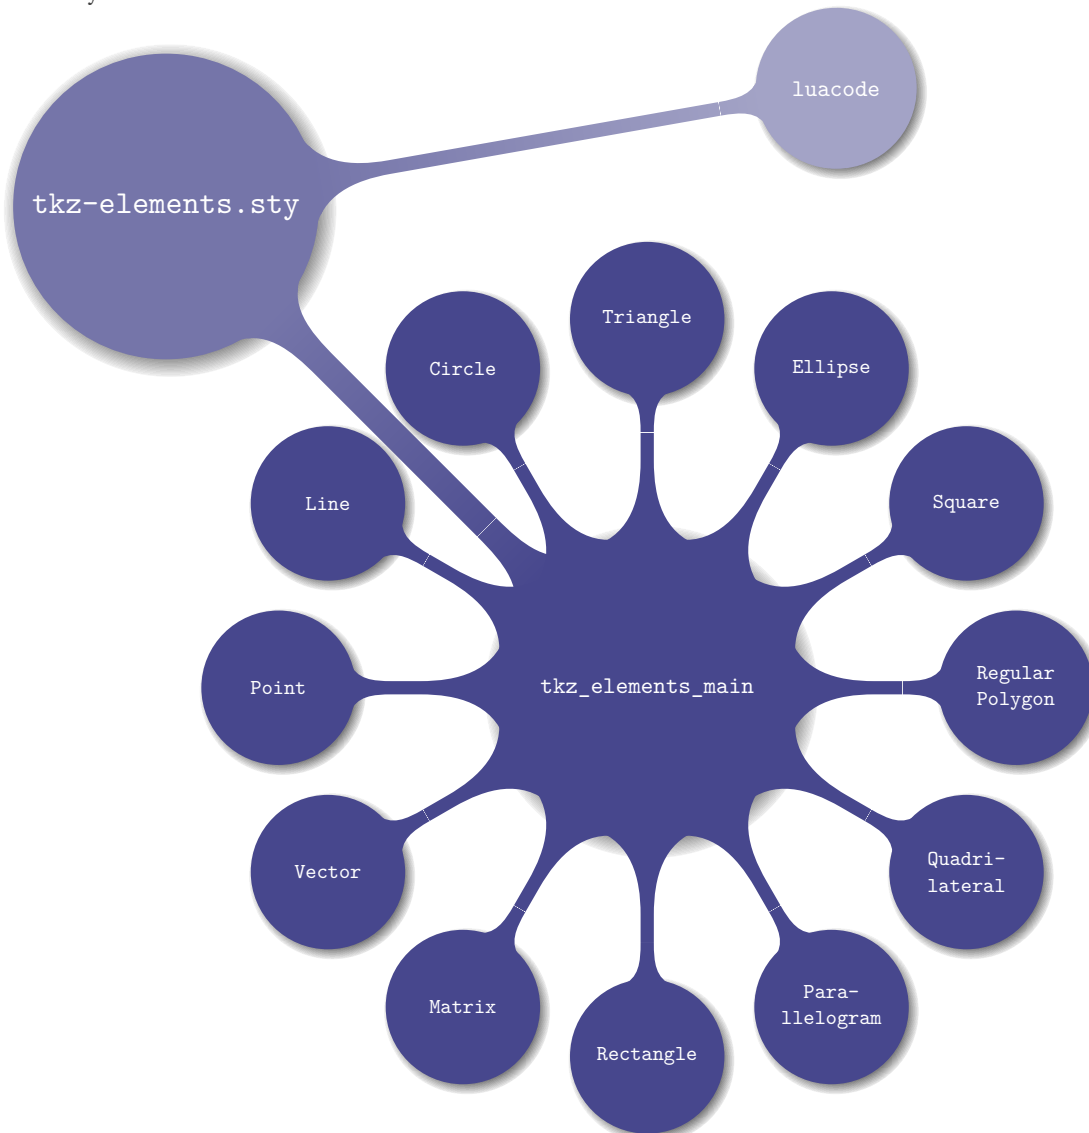 luacode
tkz-elements.sty
Triangle
Circle
Ellipse
Line
Square
Point
tkz_elements_main
Regular
Polygon
Vector
Quadri-
lateral
Matrix
Para-
llelogram
Rectangle